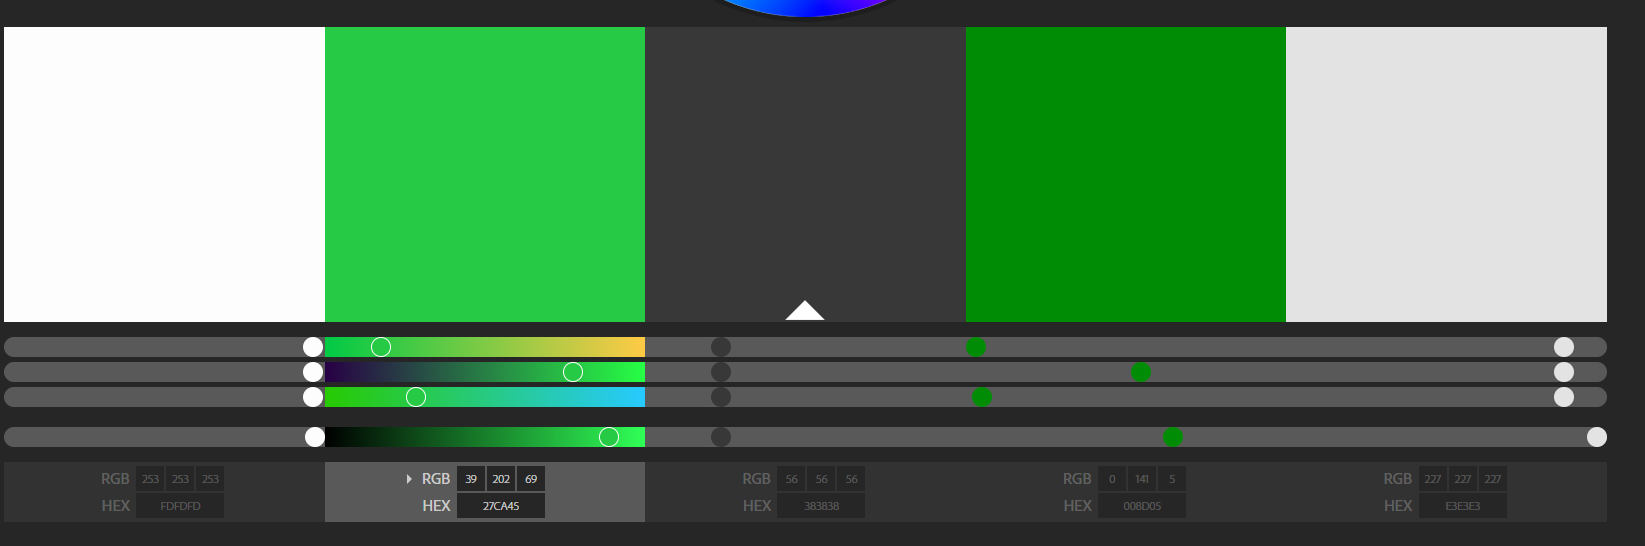 RGB 253 253 253 RGB 39 202 69 RGB 56 56 56 RGB 0 141 5 RGB 227 227 227
HEX FDFDFD HEX 27CA45 HEX 383838 HEX 008D05 HEX E3E3E3